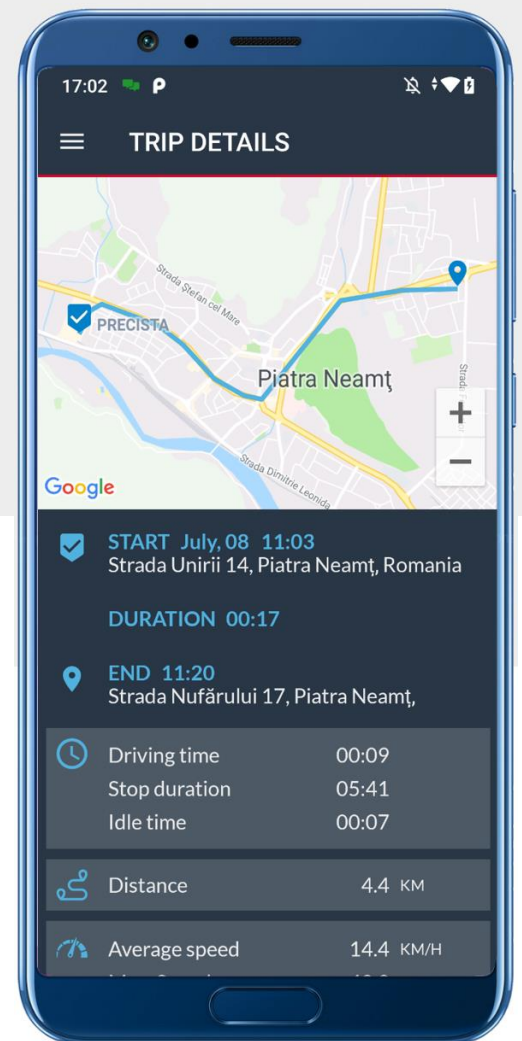 17:02
TRIP DETAILS
Strada Ștefan cel Mare
PRECISTA
Piatra Neamţ
Strada
+
−
Strada Dimitrie Leonida
Google
START July, 08 11:03
Strada Unirii 14, Piatra Neamţ, Romania
DURATION 00:17
END 11:20
Strada Nufărului 17, Piatra Neamţ,
Driving time 00:09
Stop duration 05:41
Idle time 00:07
Distance 4.4 KM
Average speed 14.4 KM/H